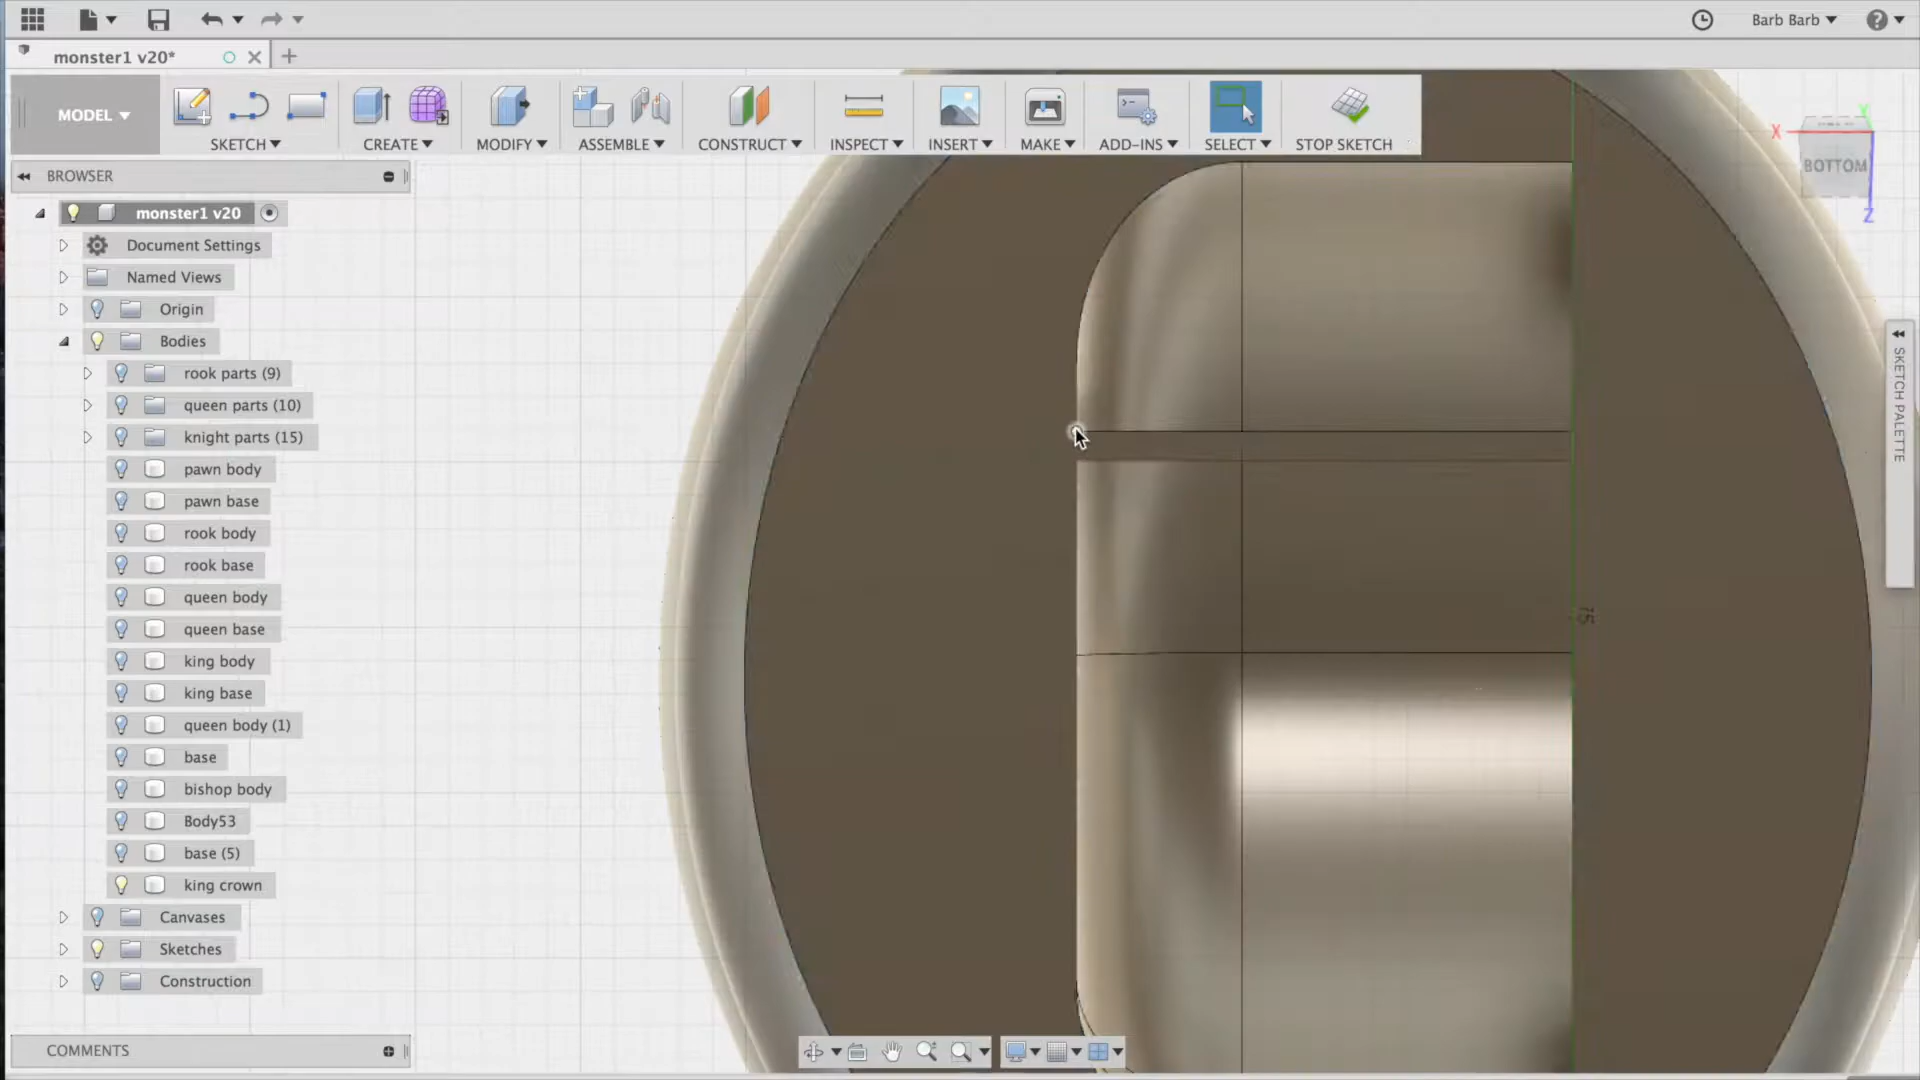 Barb Barb
monster1 v20*
MODEL
SKETCH
CREATE
MODIFY
ASSEMBLE
CONSTRUCT
INSPECT
INSERT
MAKE
ADD-INS
SELECT
STOP SKETCH
BROWSER
X
Y
BOTTOM
Z
monster1 v20
Document Settings
Named Views
Origin
Bodies
rook parts (9)
queen parts (10)
knight parts (15)
pawn body
pawn base
rook body
rook base
queen body
queen base
king body
king base
queen body (1)
base
bishop body
Body53
base (5)
king crown
Canvases
Sketches
Construction
SKETCH PALETTE
75
COMMENTS